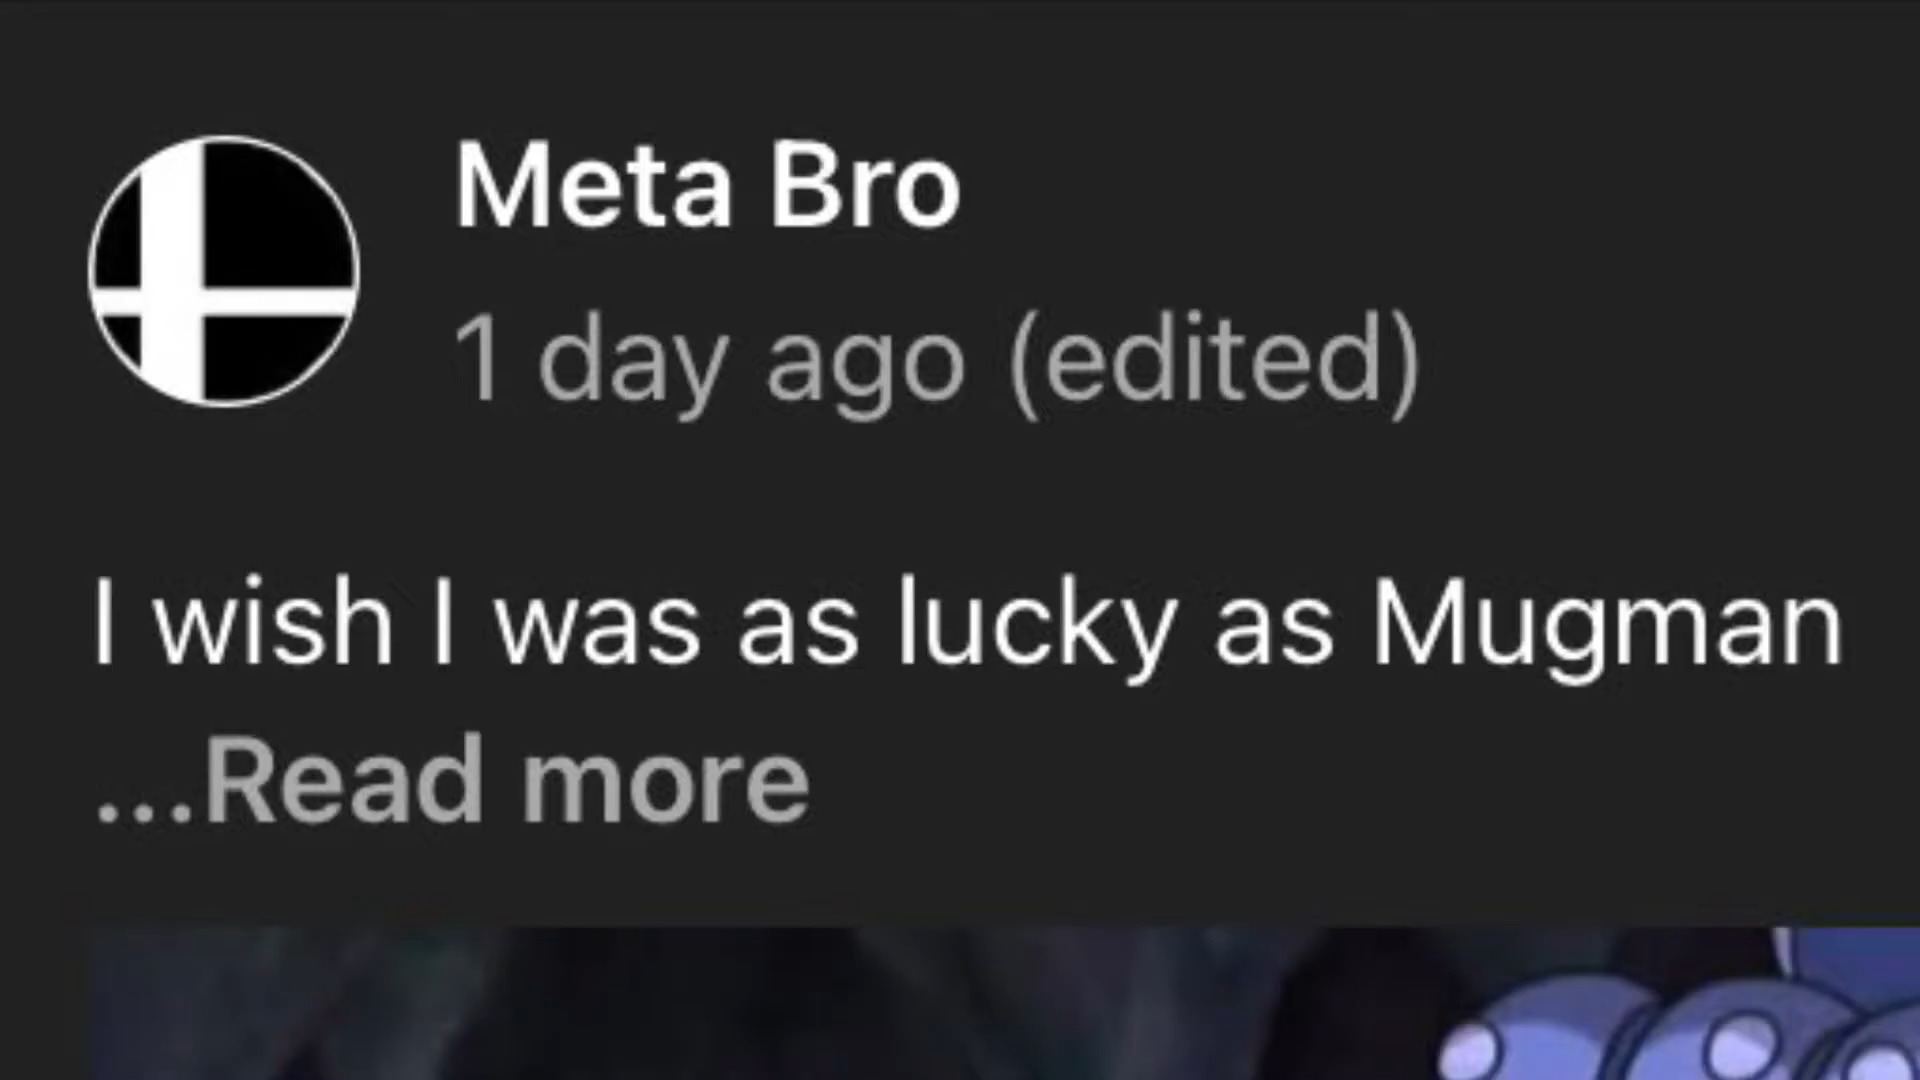 Meta Bro
1 day ago (edited)
I wish I was as lucky as Mugman
...Read more